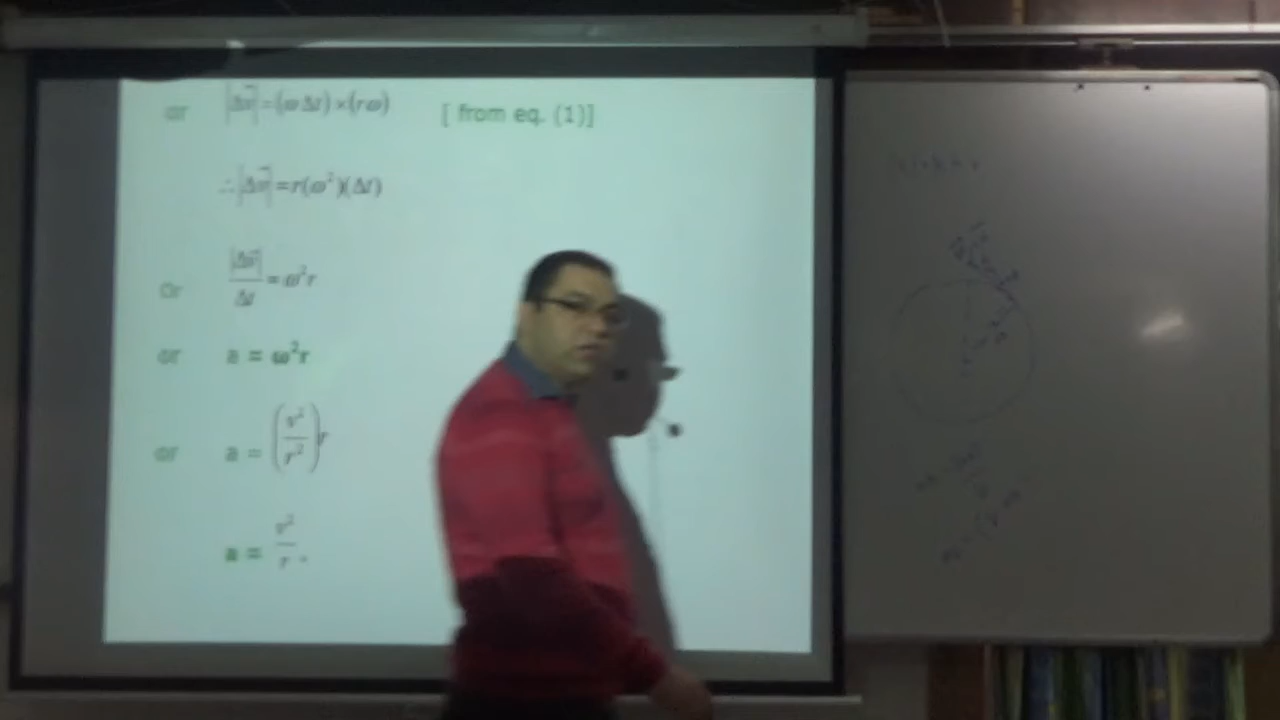 or |Δv⃗| = (ω Δt) × (rω) [ from eq. (1)]
∴ |Δv⃗| = r(ω²)(Δt)
Or |Δv⃗|/Δt = ω²r
or a = ω²r
or a = (v²/r²)r
a = v²/r .